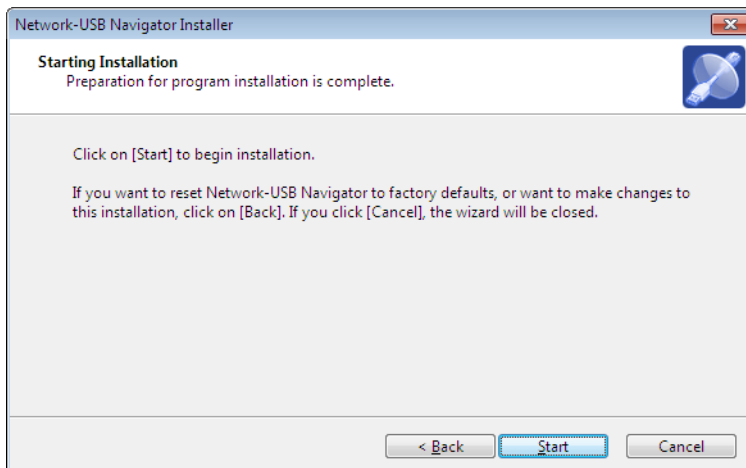 Network-USB Navigator Installer
Starting Installation
Preparation for program installation is complete.
Click on [Start] to begin installation.
If you want to reset Network-USB Navigator to factory defaults, or want to make changes to
this installation, click on [Back]. If you click [Cancel], the wizard will be closed.
< Back Start Cancel